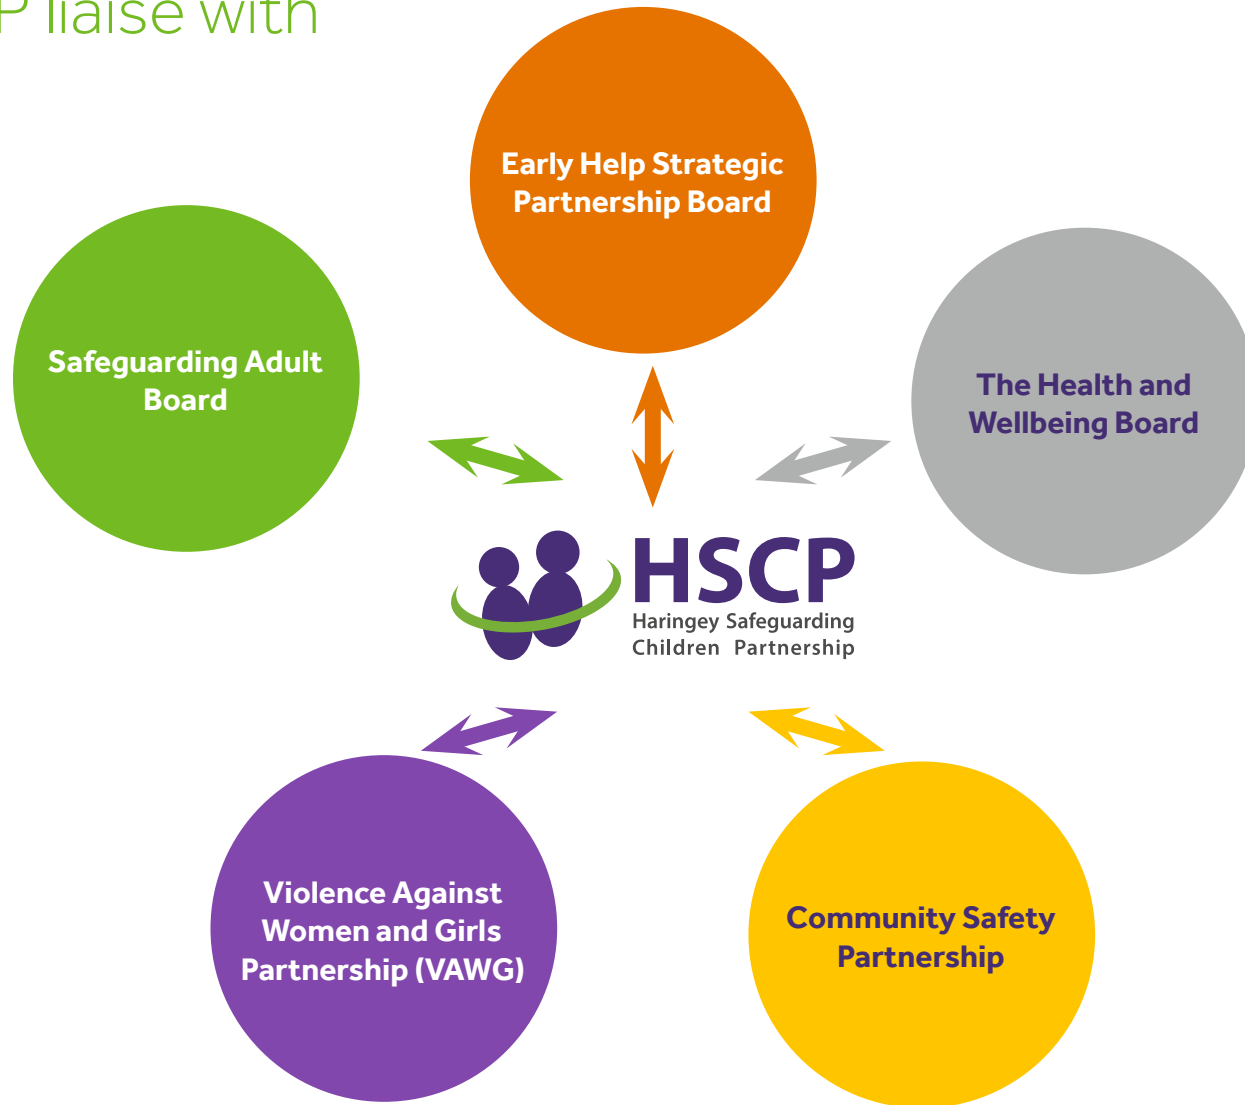 P liaise with
Early Help Strategic
Partnership Board
Safeguarding Adult
Board
The Health and
Wellbeing Board
HSCP
Haringey Safeguarding
Children Partnership
Violence Against
Women and Girls
Partnership (VAWG)
Community Safety
Partnership